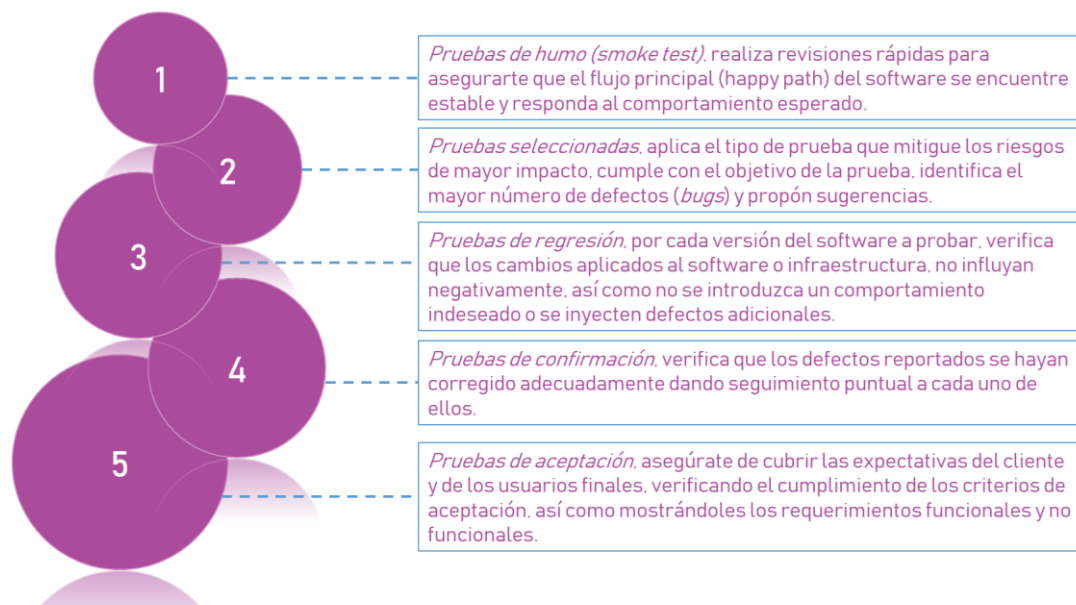 1
Pruebas de humo (smoke test), realiza revisiones rápidas para
asegurarte que el flujo principal (happy path) del software se encuentre
estable y responda al comportamiento esperado.
2
Pruebas seleccionadas, aplica el tipo de prueba que mitigue los riesgos
de mayor impacto, cumple con el objetivo de la prueba, identifica el
mayor número de defectos (bugs) y propón sugerencias.
3
Pruebas de regresión, por cada versión del software a probar, verifica
que los cambios aplicados al software o infraestructura, no influyan
negativamente, así como no se introduzca un comportamiento
indeseado o se inyecten defectos adicionales.
4
Pruebas de confirmación, verifica que los defectos reportados se hayan
corregido adecuadamente dando seguimiento puntual a cada uno de
ellos.
5
Pruebas de aceptación, asegúrate de cubrir las expectativas del cliente
y de los usuarios finales, verificando el cumplimiento de los criterios de
aceptación, así como mostrándoles los requerimientos funcionales y no
funcionales.